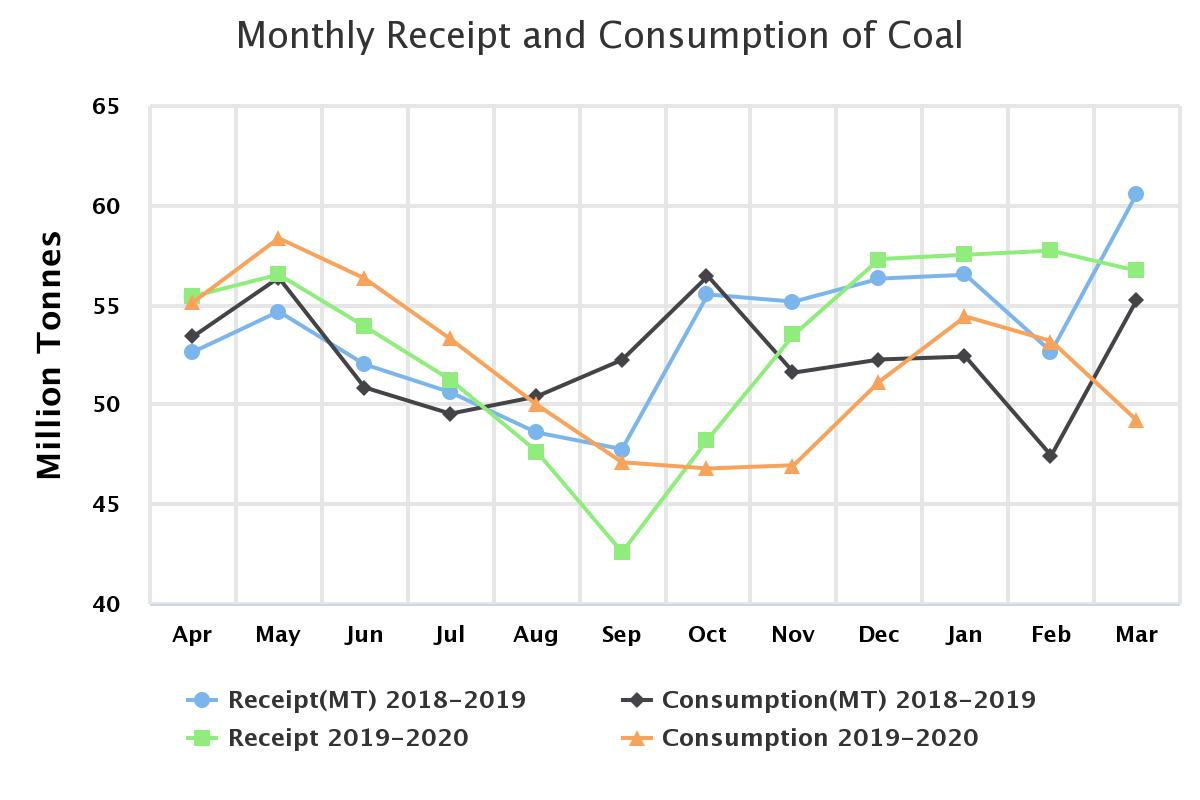 Monthly Receipt and Consumption of Coal
Million Tonnes
65
60
55
50
45
40
Apr May Jun Jul Aug Sep Oct Nov Dec Jan Feb Mar
Receipt(MT) 2018–2019 Consumption(MT) 2018–2019
Receipt 2019–2020 Consumption 2019–2020